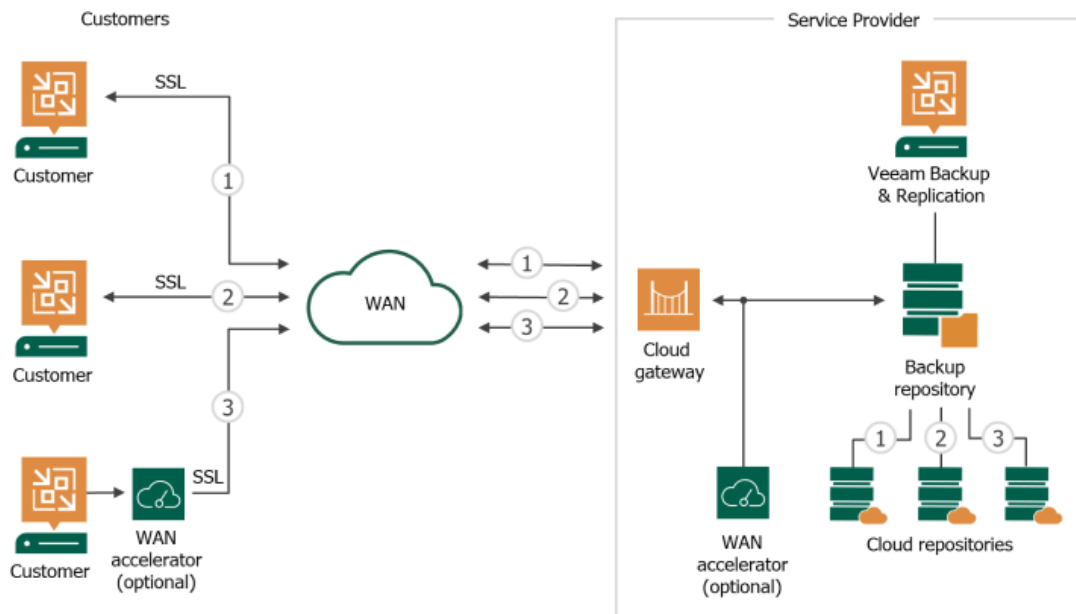 Customers
Service Provider
SSL
Customer
1
Veeam Backup
& Replication
SSL
2
Customer
WAN
1
2
3
Cloud
gateway
Backup
repository
3
SSL
Customer
WAN
accelerator
(optional)
WAN
accelerator
(optional)
1
2
3
Cloud repositories